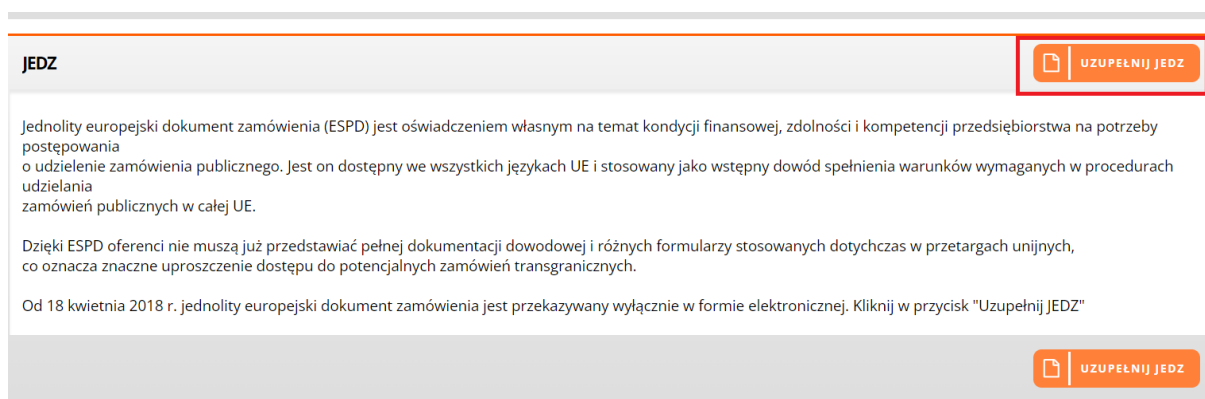 JEDZ
UZUPEŁNIJ JEDZ
Jednolity europejski dokument zamówienia (ESPD) jest oświadczeniem własnym na temat kondycji finansowej, zdolności i kompetencji przedsiębiorstwa na potrzeby
postępowania
o udzielenie zamówienia publicznego. Jest on dostępny we wszystkich językach UE i stosowany jako wstępny dowód spełnienia warunków wymaganych w procedurach
udzielania
zamówień publicznych w całej UE.
Dzięki ESPD oferenci nie muszą już przedstawiać pełnej dokumentacji dowodowej i różnych formularzy stosowanych dotychczas w przetargach unijnych,
co oznacza znaczne uproszczenie dostępu do potencjalnych zamówień transgranicznych.
Od 18 kwietnia 2018 r. jednolity europejski dokument zamówienia jest przekazywany wyłącznie w formie elektronicznej. Kliknij w przycisk "Uzupełnij JEDZ"
UZUPEŁNIJ JEDZ